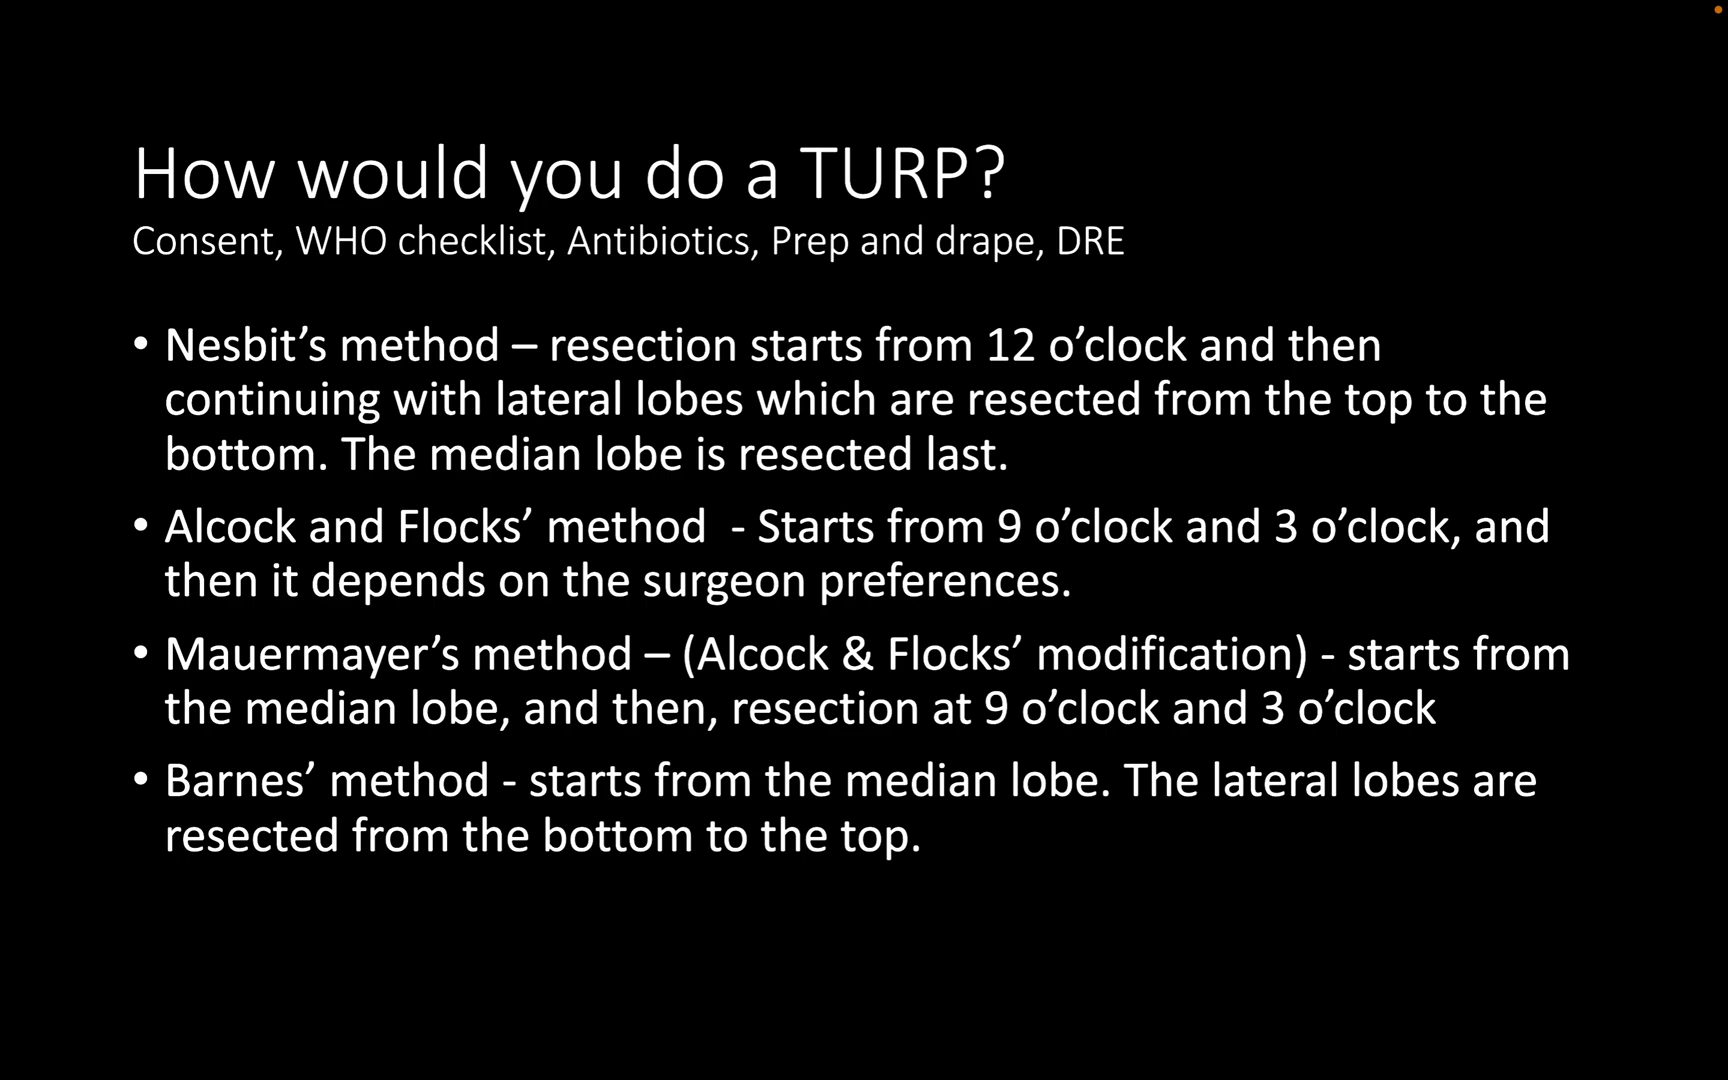 How would you do a TURP?
Consent, WHO checklist, Antibiotics, Prep and drape, DRE
• Nesbit’s method – resection starts from 12 o’clock and then
continuing with lateral lobes which are resected from the top to the
bottom. The median lobe is resected last.
• Alcock and Flocks’ method  - Starts from 9 o’clock and 3 o’clock, and
then it depends on the surgeon preferences.
• Mauermayer’s method – (Alcock & Flocks’ modification) - starts from
the median lobe, and then, resection at 9 o’clock and 3 o’clock
• Barnes’ method - starts from the median lobe. The lateral lobes are
resected from the bottom to the top.